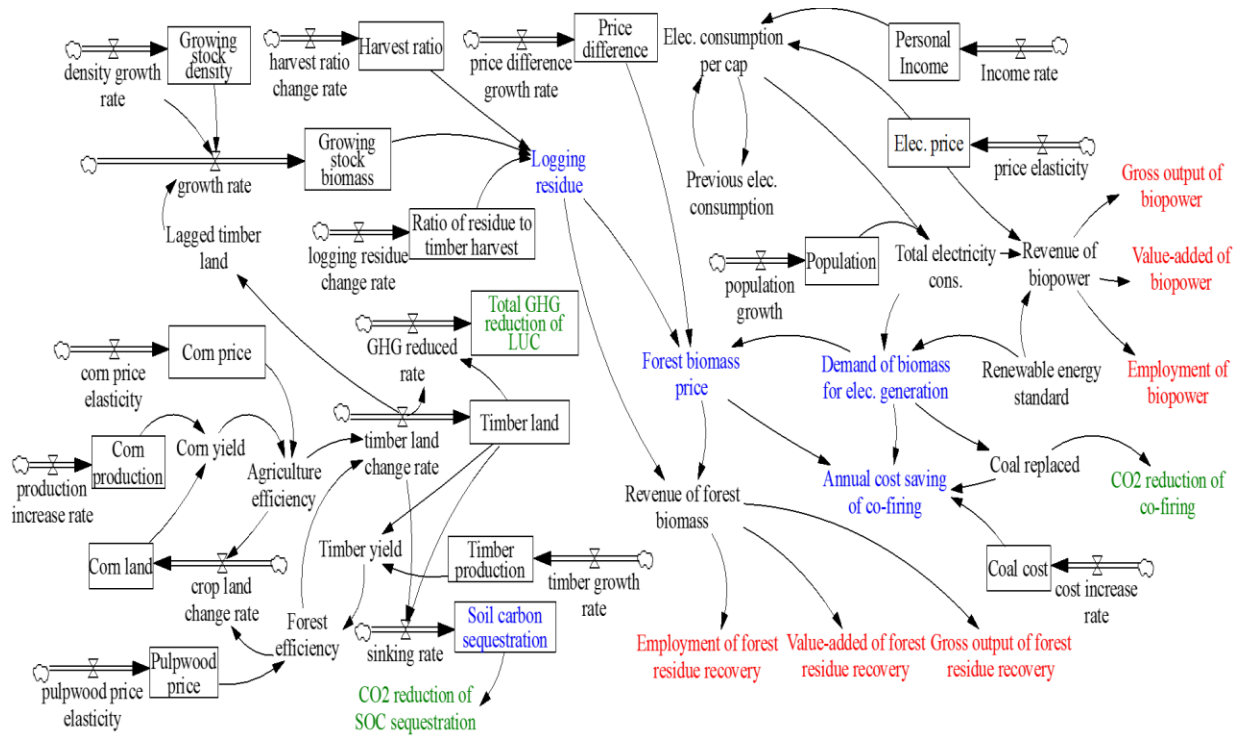 Growing
stock
density
density growth
rate
Harvest ratio
harvest ratio
change rate
Price
difference
price difference
growth rate
Elec. consumption
per cap
Personal
Income
Income rate
Elec. price
price elasticity
Growing
stock
biomass
growth rate
Logging
residue
Previous elec.
consumption
Gross output of
biopower
Lagged timber
land
Ratio of residue to
timber harvest
logging residue
change rate
Population
population
growth
Total electricity
cons.
Revenue of
biopower
Value-added of
biopower
Total GHG
reduction of
LUC
GHG reduced
rate
Corn price
corn price
elasticity
Forest biomass
price
Demand of biomass
for elec. generation
Renewable energy
standard
Employment of
biopower
Timber land
timber land
change rate
Corn
production
Corn yield
production
increase rate
Agriculture
efficiency
Revenue of forest
biomass
Annual cost saving
of co-firing
Coal replaced
CO2 reduction of
co-firing
Corn land
crop land
change rate
Timber yield
Timber
production
timber growth
rate
Coal cost
cost increase
rate
Forest
efficiency
Soil carbon
sequestration
sinking rate
Pulpwood
price
pulpwood price
elasticity
CO2 reduction of
SOC sequestration
Employment of forest
residue recovery
Value-added of forest
residue recovery
Gross output of forest
residue recovery